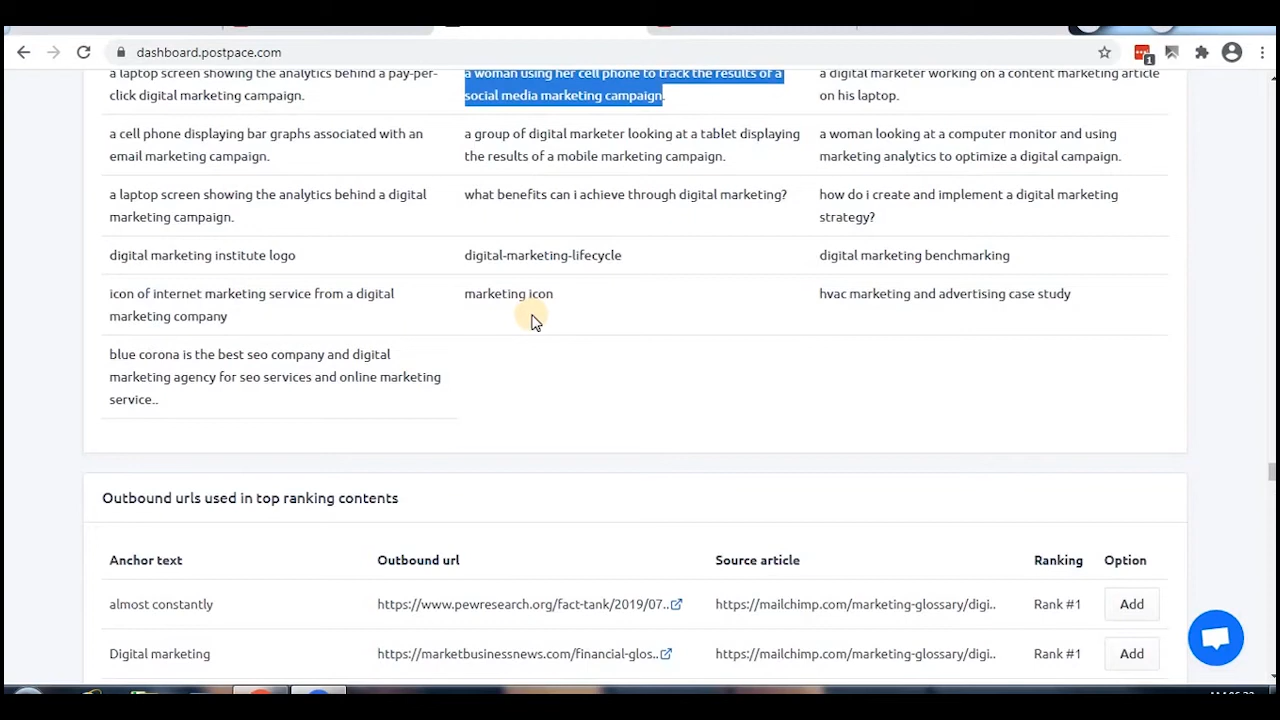 dashboard.postpace.com
1
a laptop screen showing the analytics behind a pay-per-
click digital marketing campaign.
a woman using her cell phone to track the results of a
social media marketing campaign.
a digital marketer working on a content marketing article
on his laptop.
a cell phone displaying bar graphs associated with an
email marketing campaign.
a group of digital marketer looking at a tablet displaying
the results of a mobile marketing campaign.
a woman looking at a computer monitor and using
marketing analytics to optimize a digital campaign.
a laptop screen showing the analytics behind a digital
marketing campaign.
what benefits can i achieve through digital marketing?
how do i create and implement a digital marketing
strategy?
digital marketing institute logo
digital-marketing-lifecycle
digital marketing benchmarking
icon of internet marketing service from a digital
marketing company
marketing icon
hvac marketing and advertising case study
blue corona is the best seo company and digital
marketing agency for seo services and online marketing
service..
Outbound urls used in top ranking contents
Anchor text Outbound url Source article Ranking Option
almost constantly https://www.pewresearch.org/fact-tank/2019/07.. https://mailchimp.com/marketing-glossary/digi.. Rank #1 Add
Digital marketing https://marketbusinessnews.com/financial-glos.. https://mailchimp.com/marketing-glossary/digi.. Rank #1 Add